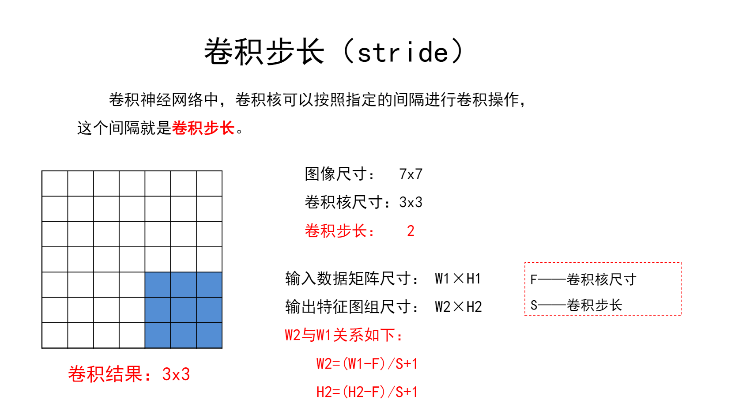 卷积步长（stride）
卷积神经网络中，卷积核可以按照指定的间隔进行卷积操作，
这个间隔就是卷积步长。
图像尺寸： 7x7
卷积核尺寸：3x3
卷积步长： 2
输入数据矩阵尺寸： W1×H1
输出特征图组尺寸： W2×H2
W2与W1关系如下：
W2=(W1-F)/S+1
H2=(H2-F)/S+1
F——卷积核尺寸
S——卷积步长
卷积结果：3x3